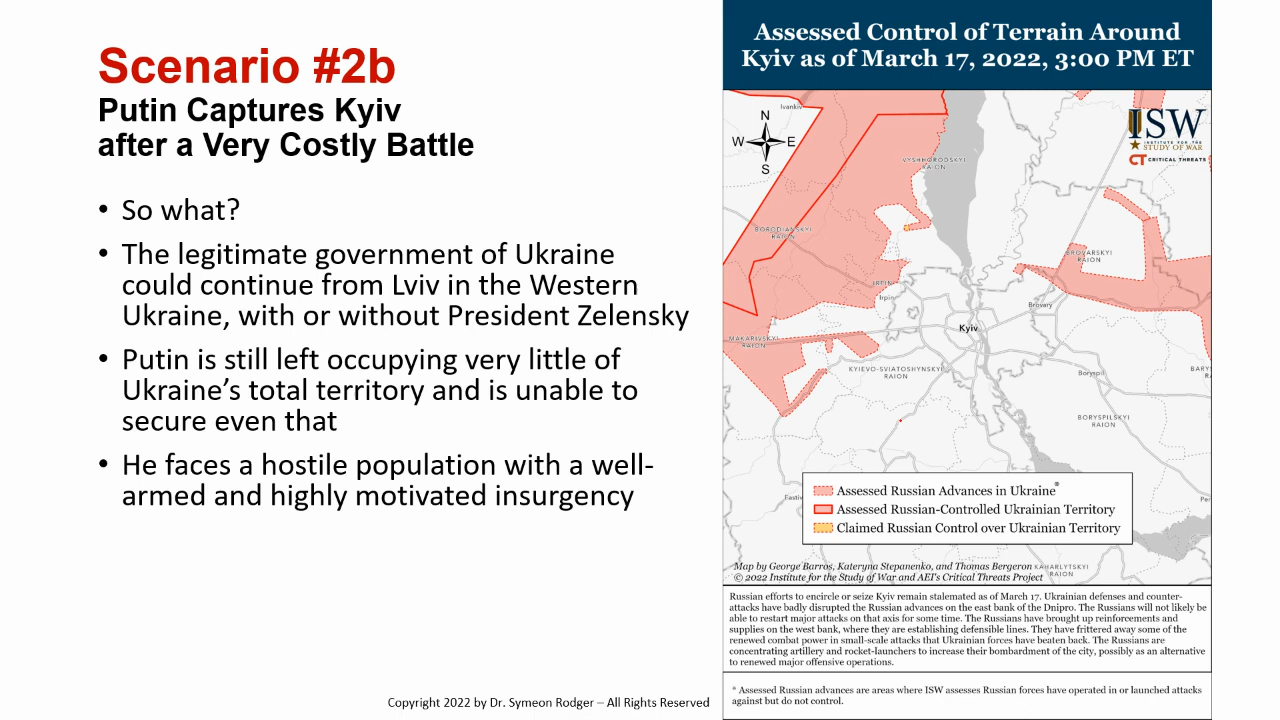 Scenario #2b
Putin Captures Kyiv
after a Very Costly Battle
• So what?
• The legitimate government of Ukraine
could continue from Lviv in the Western
Ukraine, with or without President Zelensky
• Putin is still left occupying very little of
Ukraine’s total territory and is unable to
secure even that
• He faces a hostile population with a well-
armed and highly motivated insurgency
Copyright 2022 by Dr. Symeon Rodger – All Rights Reserved
Assessed Control of Terrain Around
Kyiv as of March 17, 2022, 3:00 PM ET
Ivankiv
N
W E
S
ISW
INSTITUTE FOR THE
STUDY OF WAR
CT CRITICAL THREATS
VYSHHORODSKYI
RAION
BORODIANSKYI
RAION
BROVARSKYI
RAION
IRPIN
Irpin
Brovary
Kyiv
MAKARIVSKYI
RAION
KYIEVO-SVIATOSHYNSKYI
RAION
Boryspil
BARY
BORYSPILSKYI
RAION
Fastiv
Assessed Russian Advances in Ukraine*
Assessed Russian-Controlled Ukrainian Territory
Claimed Russian Control over Ukrainian Territory
KAHARLYTSKYI
RAION
Map by George Barros, Kateryna Stepanenko, and Thomas Bergeron
© 2022 Institute for the Study of War and AEI's Critical Threats Project
Russian efforts to encircle or seize Kyiv remain stalemated as of March 17. Ukrainian defenses and counter-
attacks have badly disrupted the Russian advances on the east bank of the Dnipro. The Russians will not likely be
able to restart major attacks on that axis for some time. The Russians have brought up reinforcements and
supplies on the west bank, where they are establishing defensible lines. They have frittered away some of the
renewed combat power in small-scale attacks that Ukrainian forces have beaten back. The Russians are
concentrating artillery and rocket-launchers to increase their bombardment of the city, possibly as an alternative
to renewed major offensive operations.
* Assessed Russian advances are areas where ISW assesses Russian forces have operated in or launched attacks
against but do not control.